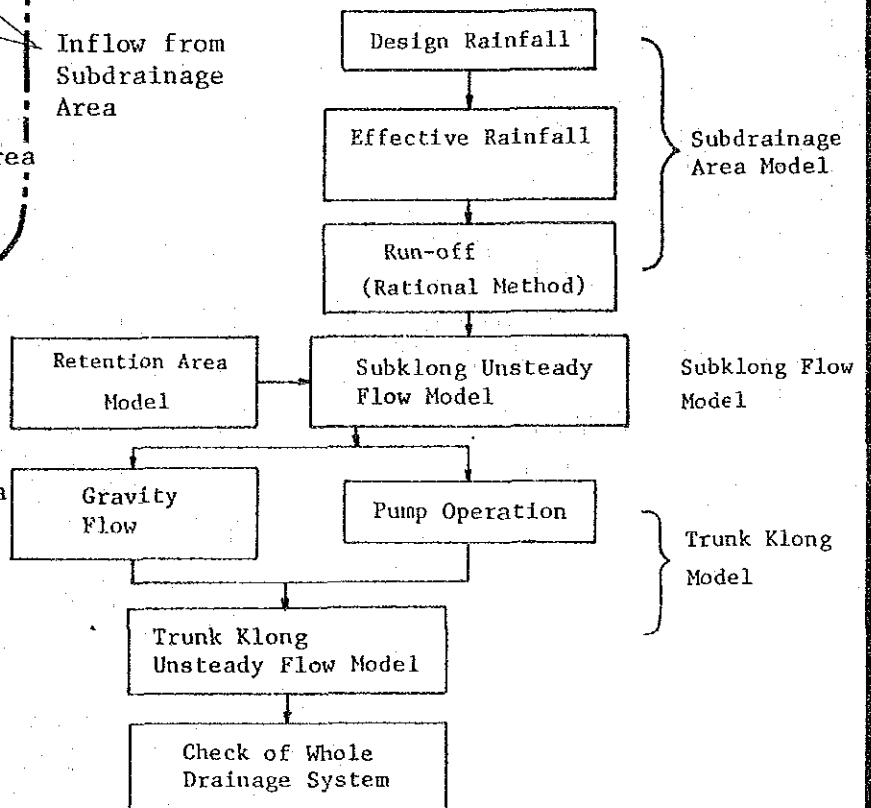 Inflow from
Subdrainage
Area
rea
a
Design Rainfall
Effective Rainfall
Run-off
(Rational Method)
Subdrainage
Area Model
Retention Area
Model
Subklong Unsteady
Flow Model
Subklong Flow
Model
Gravity
Flow
Pump Operation
Trunk Klong
Model
Trunk Klong
Unsteady Flow Model
Check of Whole
Drainage System